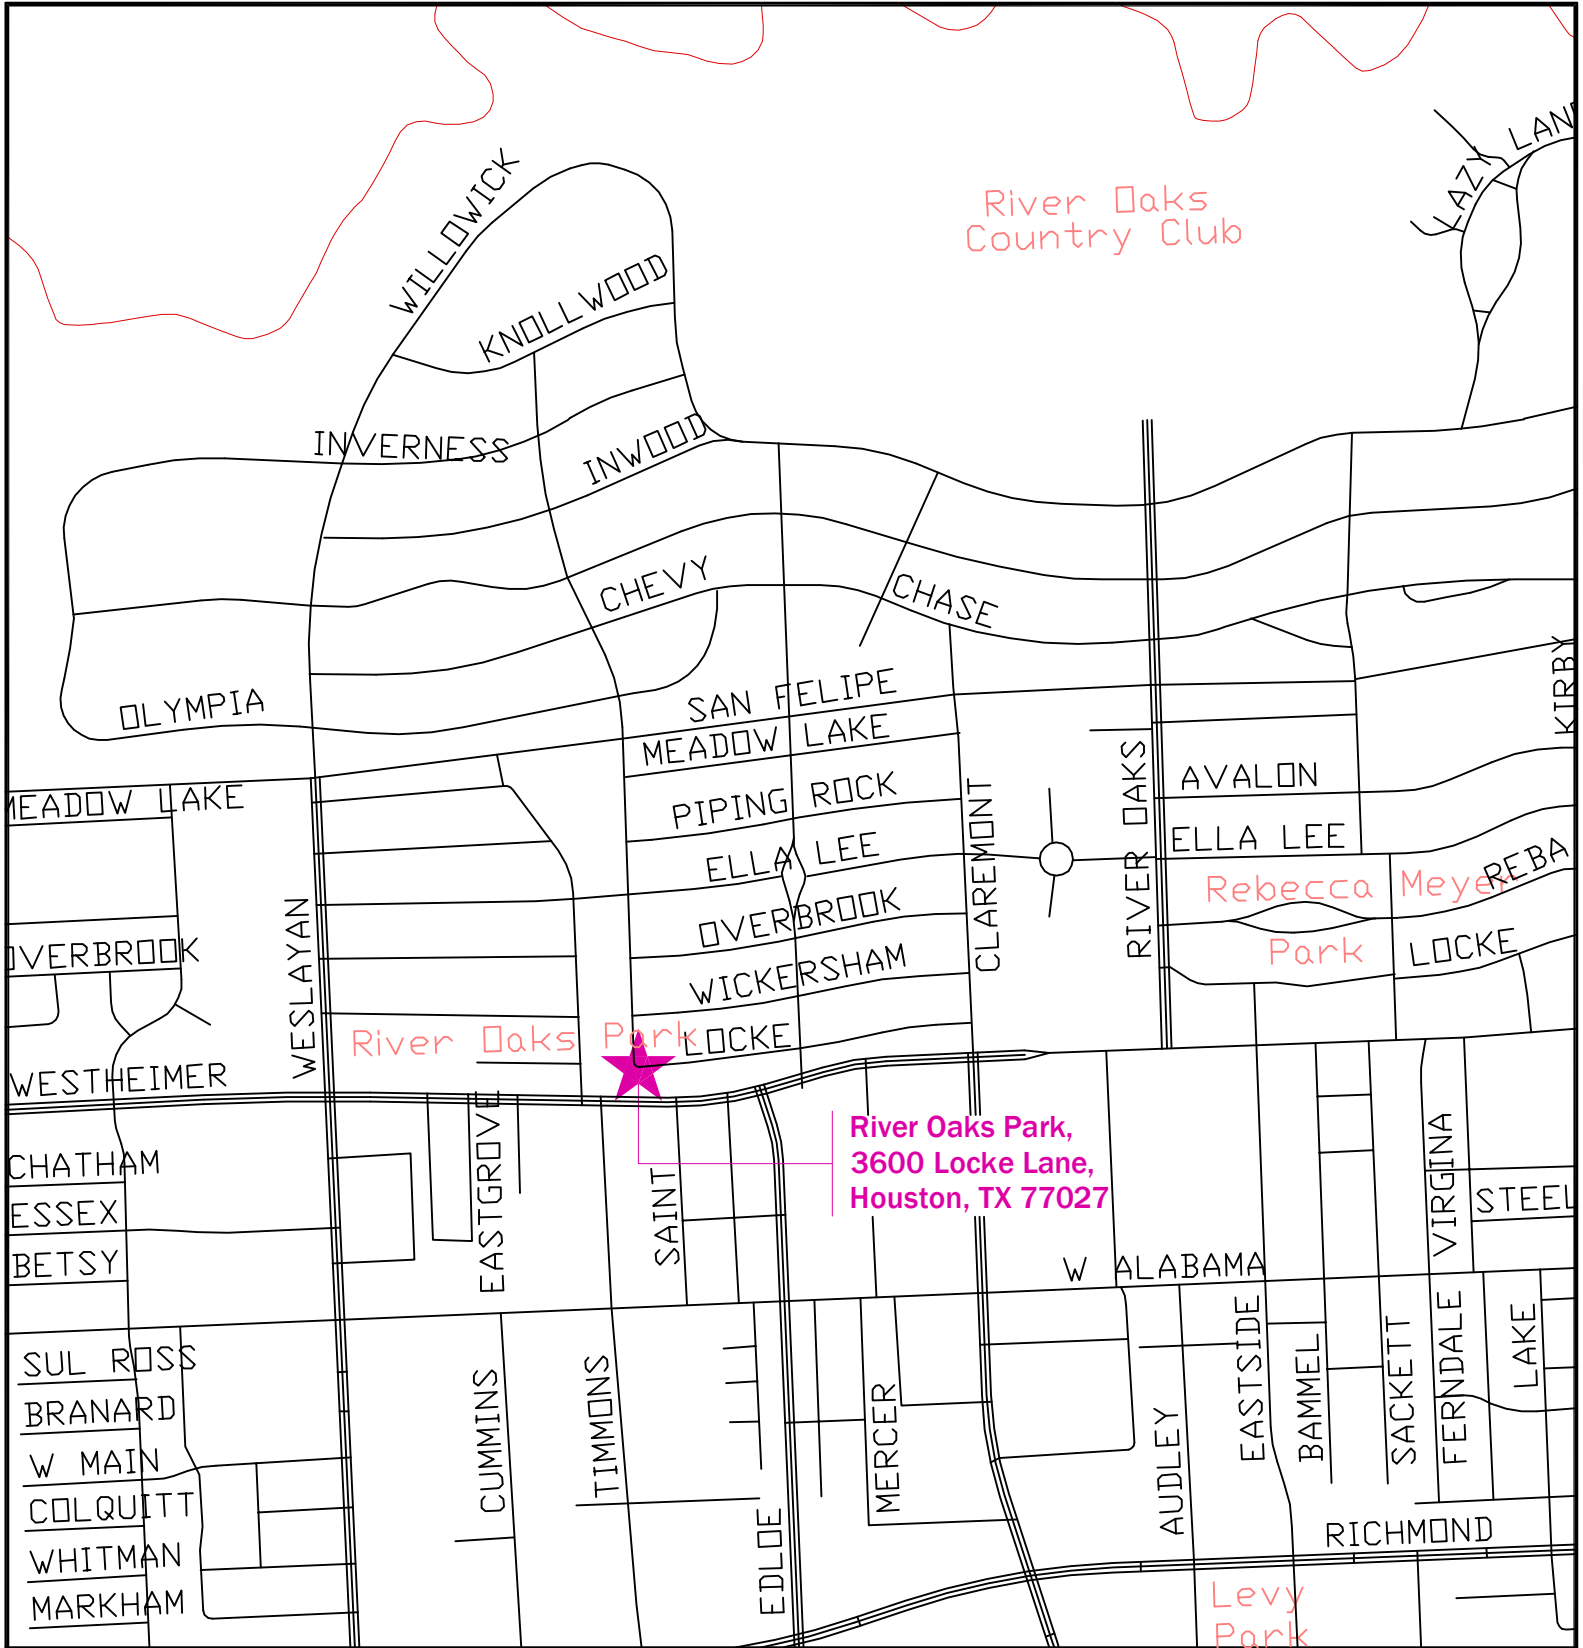 LAZY LANE
WILLOWICK
River Oaks
Country Club
KNOLLWOOD
INVERNESS
INWOOD
CHEVY CHASE
OLYMPIA
SAN FELIPE
KIRBY
MEADOW LAKE
MEADOW LAKE
RIVER OAKS
AVALON
PIPING ROCK
CLAREMONT
ELLA LEE
ELLA LEE
REBA
Rebecca Meyer
Park
OVERBROOK
OVERBROOK
WESLAYAN
WICKERSHAM
LOCKE
River Oaks Park
LOCKE
WESTHEIMER
River Oaks Park,
3600 Locke Lane,
Houston, TX 77027
CHATHAM
ESSEX
BETSY
EASTGROVE
SAINT
VIRGINA
STEEL
W ALABAMA
SUL ROSS
BRANARD
W MAIN
COLQUITT
WHITMAN
MARKHAM
CUMMINS
TIMMONS
EDLOE
MERCER
AUDLEY
EASTSIDE
BAMMEL
SACKETT
FERNDALE
LAKE
RICHMOND
Levy
Park